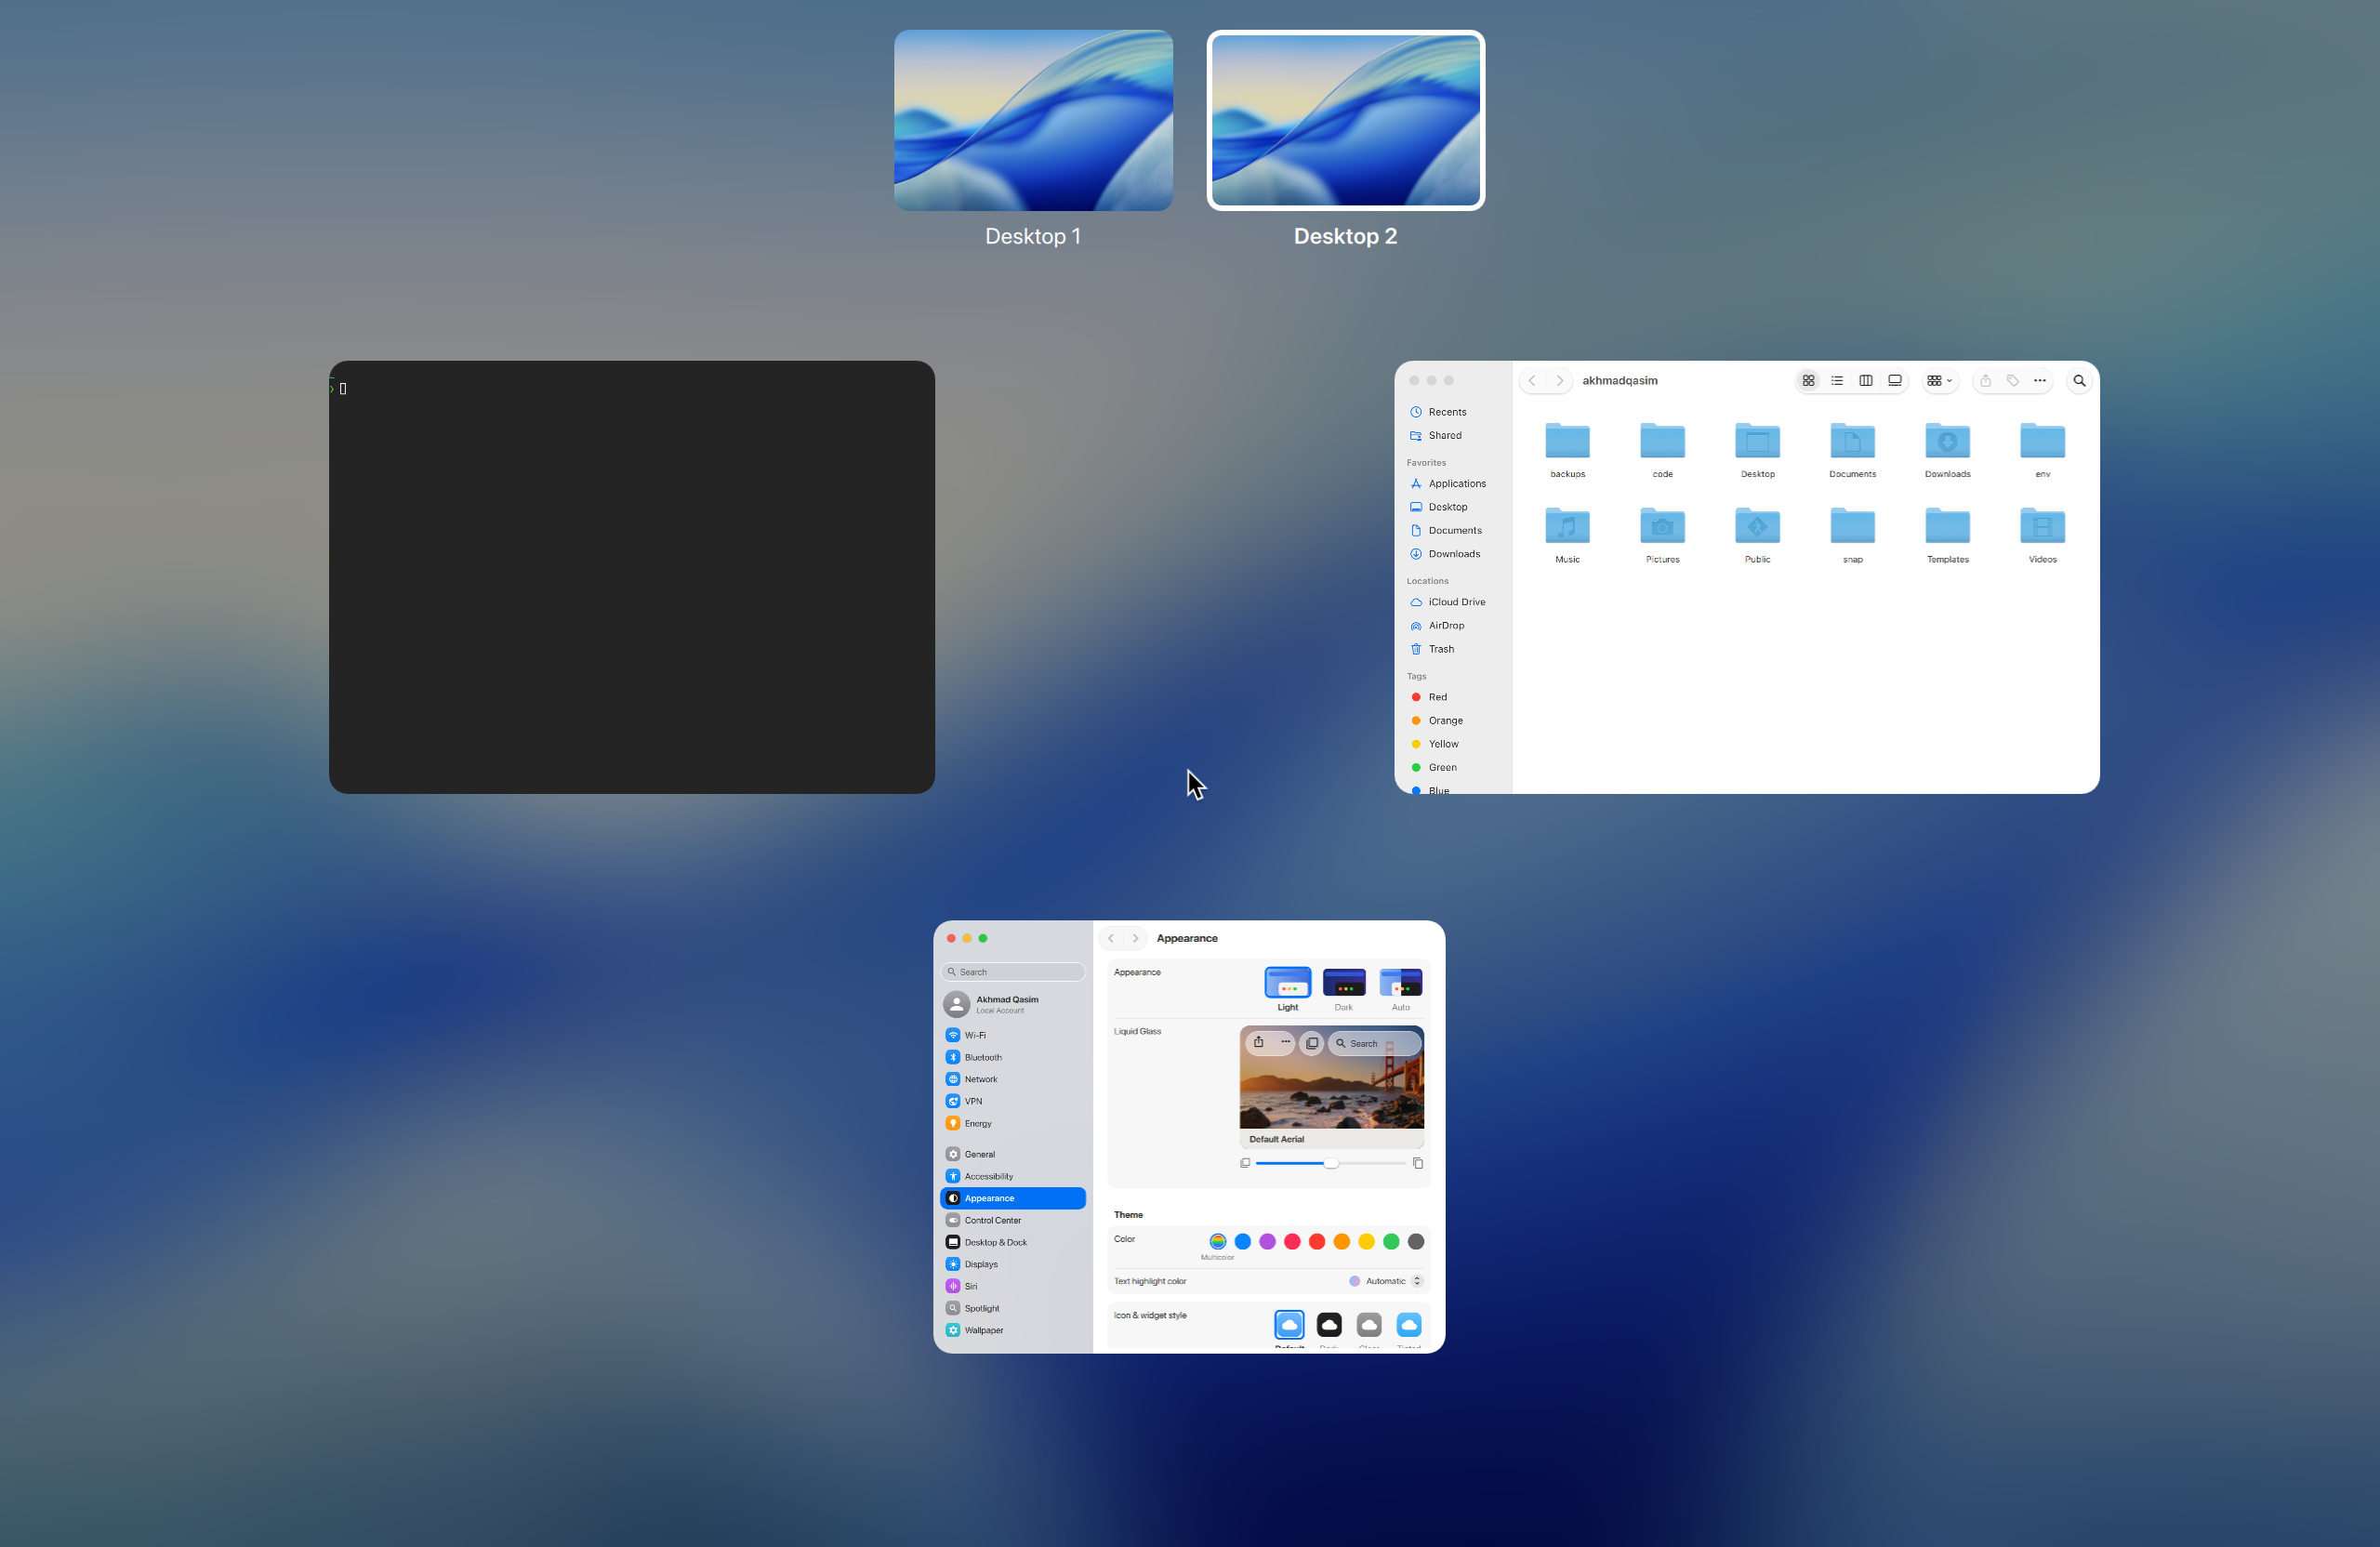 Desktop 1
Desktop 2
akhmadqasim
Recents
Shared
Favorites
Applications
Desktop
Documents
Downloads
Locations
iCloud Drive
AirDrop
Trash
Tags
Red
Orange
Yellow
Green
Blue
backups
code
Desktop
Documents
Downloads
env
Music
Pictures
Public
snap
Templates
Videos
Search
Akhmad Qasim
Local Account
Wi-Fi
Bluetooth
Network
VPN
Energy
General
Accessibility
Appearance
Control Center
Desktop & Dock
Displays
Siri
Spotlight
Wallpaper
Appearance
Appearance
Light
Dark
Auto
Liquid Glass
Search
Default Aerial
Theme
Color
Multicolor
Text highlight color
Automatic
Icon & widget style
Default
Dark
Clear
Tinted